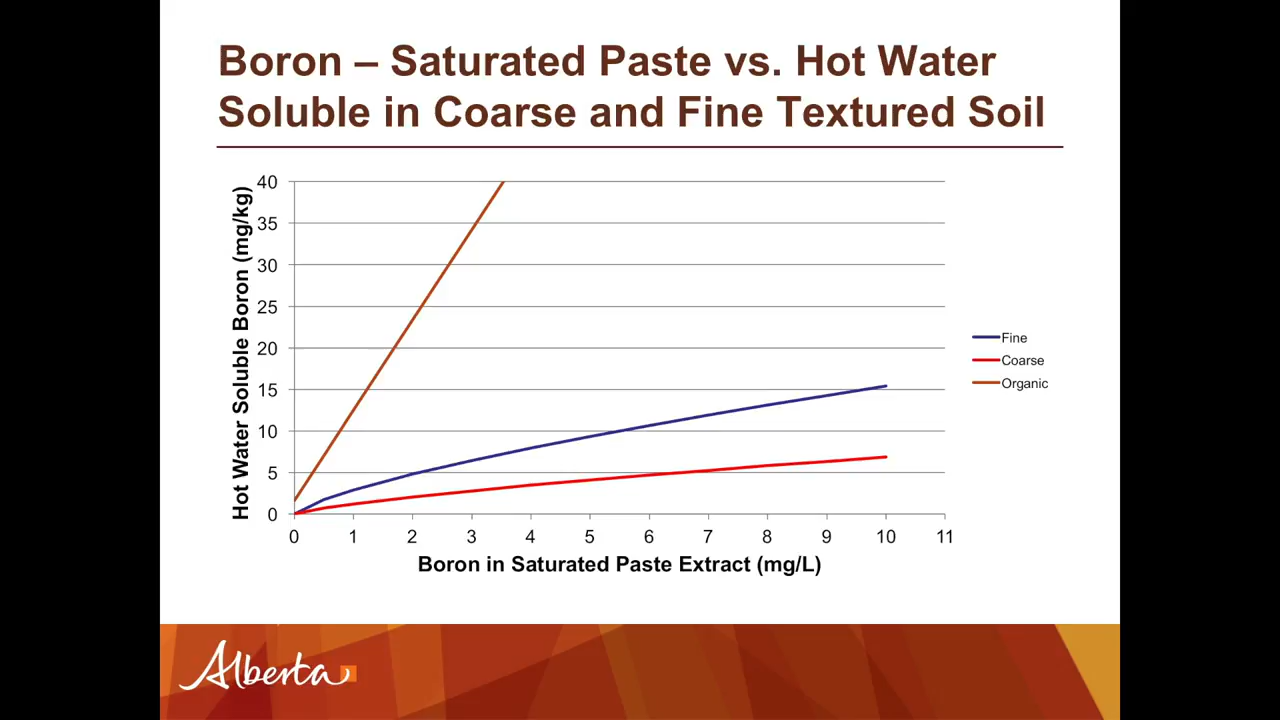 Boron – Saturated Paste vs. Hot Water
Soluble in Coarse and Fine Textured Soil
Hot Water Soluble Boron (mg/kg)
40
35
30
25
20
15
10
5
0
0 1 2 3 4 5 6 7 8 9 10 11
Boron in Saturated Paste Extract (mg/L)
Fine
Coarse
Organic
Alberta